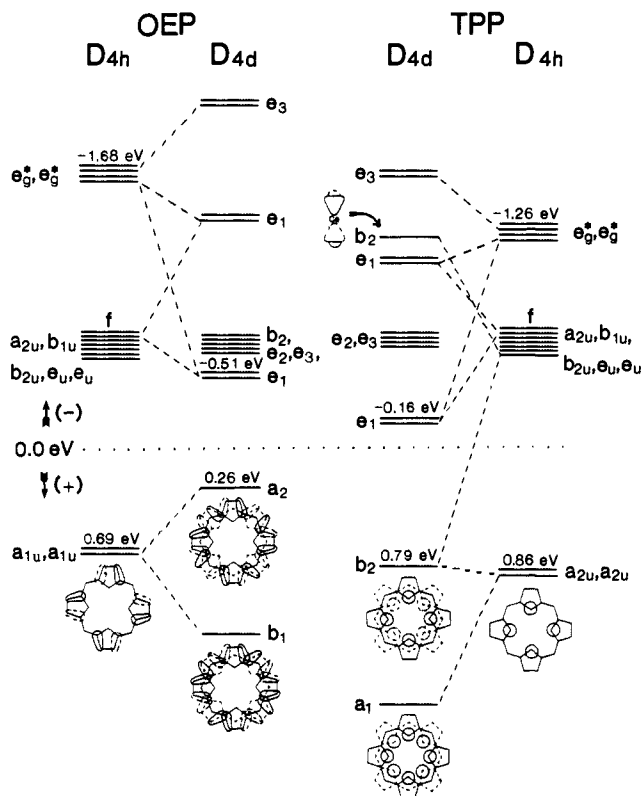 OEP
TPP
D4h
D4d
D4d
D4h
e3
-1.68 eV
eg*, eg*
e1
f
a2u, b1u
b2u, eu, eu
b2,
e2, e3,
-0.51 eV
e1
(-)
0.0 eV
(+)
0.26 eV
a2
0.69 eV
a1u, a1u
b1
e3
-1.26 eV
eg*, eg*
b2
e1
f
a2u, b1u,
b2u, eu, eu
e2, e3
-0.16 eV
e1
0.79 eV
b2
0.86 eV
a2u, a2u
a1